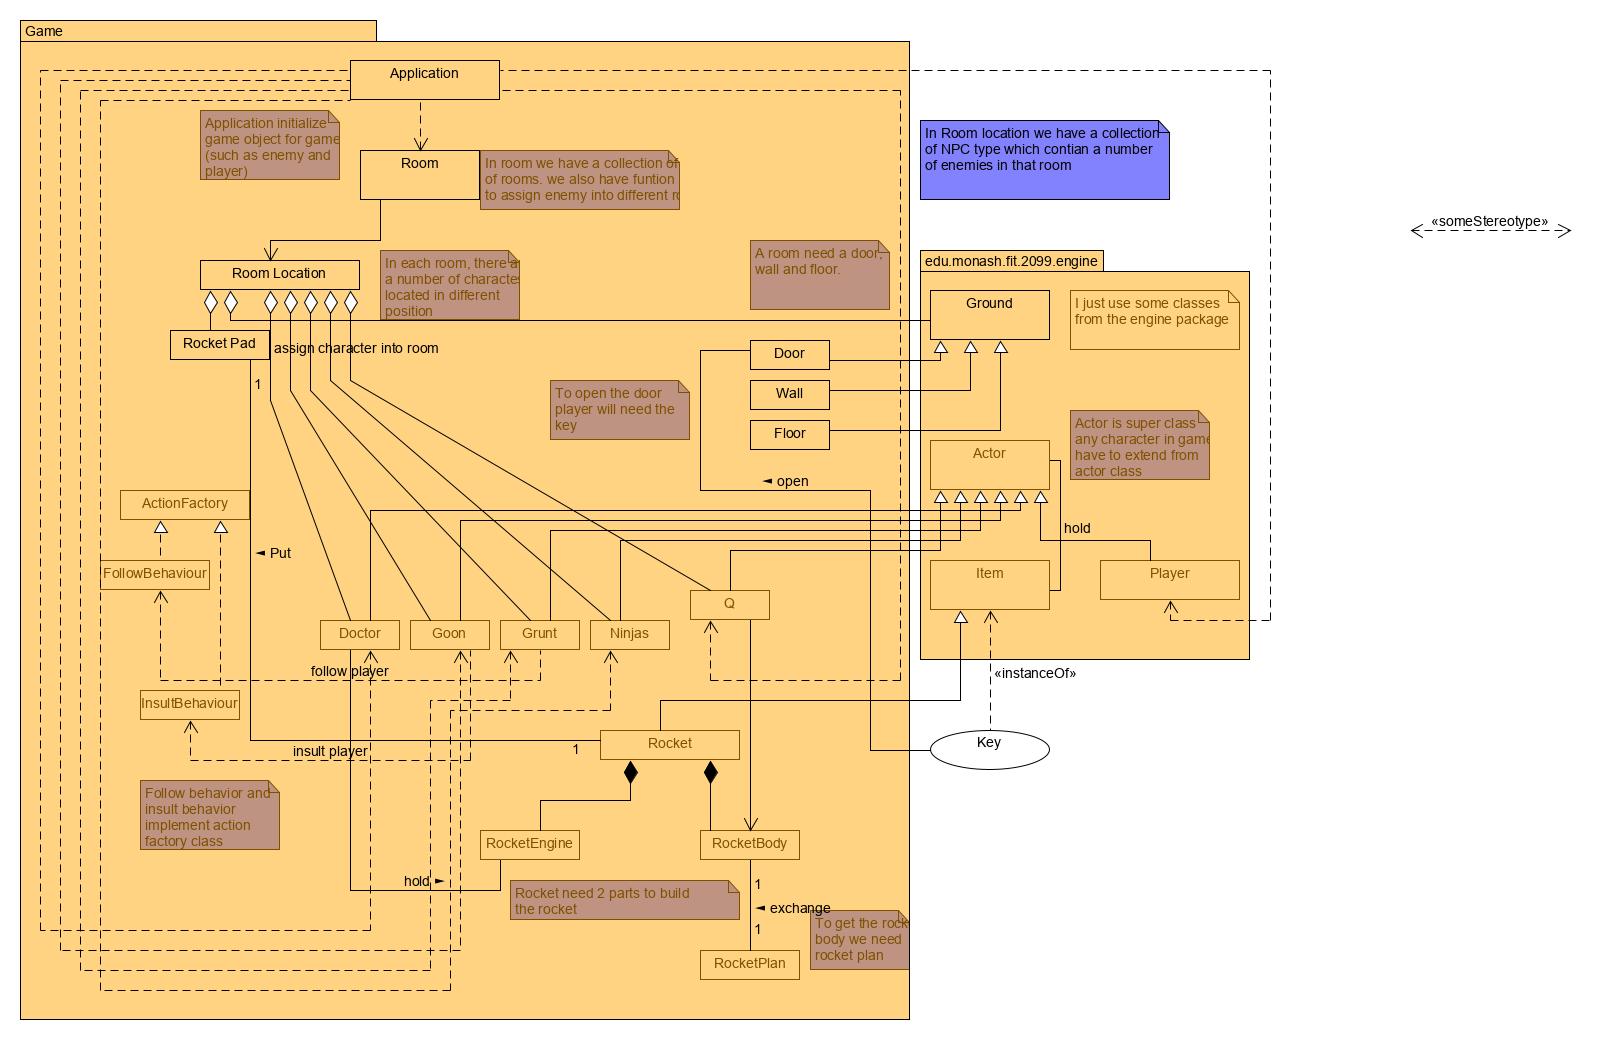 Game
Application
Application initialize
game object for game
(such as enemy and
player)
Room
In room we have a collection of
of rooms. we also have funtion
to assign enemy into different
In Room location we have a collection
of NPC type which contian a number
of enemies in that room
«someStereotype»
Room Location
In each room, there a
a number of characte
located in different
position
A room need a door,
wall and floor.
edu.monash.fit.2099.engine
Ground
I just use some classes
from the engine package
Rocket Pad
assign character into room
1
Door
Wall
Floor
To open the door
player will need the
key
Actor
Actor is super class
any character in game
have to extend from
actor class
open
ActionFactory
hold
Put
FollowBehaviour
Item
Player
Q
Doctor
Goon
Grunt
Ninjas
follow player
«instanceOf»
InsultBehaviour
insult player
1
Rocket
Key
Follow behavior and
insult behavior
implement action
factory class
RocketEngine
RocketBody
hold
Rocket need 2 parts to build
the rocket
1
exchange
1
To get the rock
body we need
rocket plan
RocketPlan